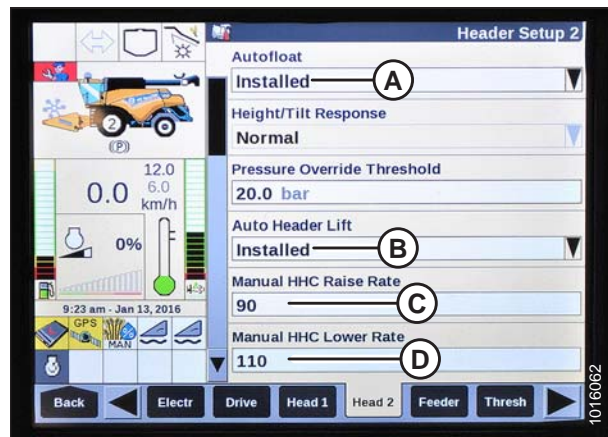 Header Setup 2
Autofloat
Installed
A
Height/Tilt Response
Normal
Pressure Override Threshold
20.0 bar
Auto Header Lift
Installed
B
Manual HHC Raise Rate
90
C
Manual HHC Lower Rate
110
D
2
(P)
12.0
6.0
0.0 km/h
0%
9:23 am - Jan 13, 2016
GPS
MAN
Back
Electr
Drive
Head 1
Head 2
Feeder
Thresh
1016062